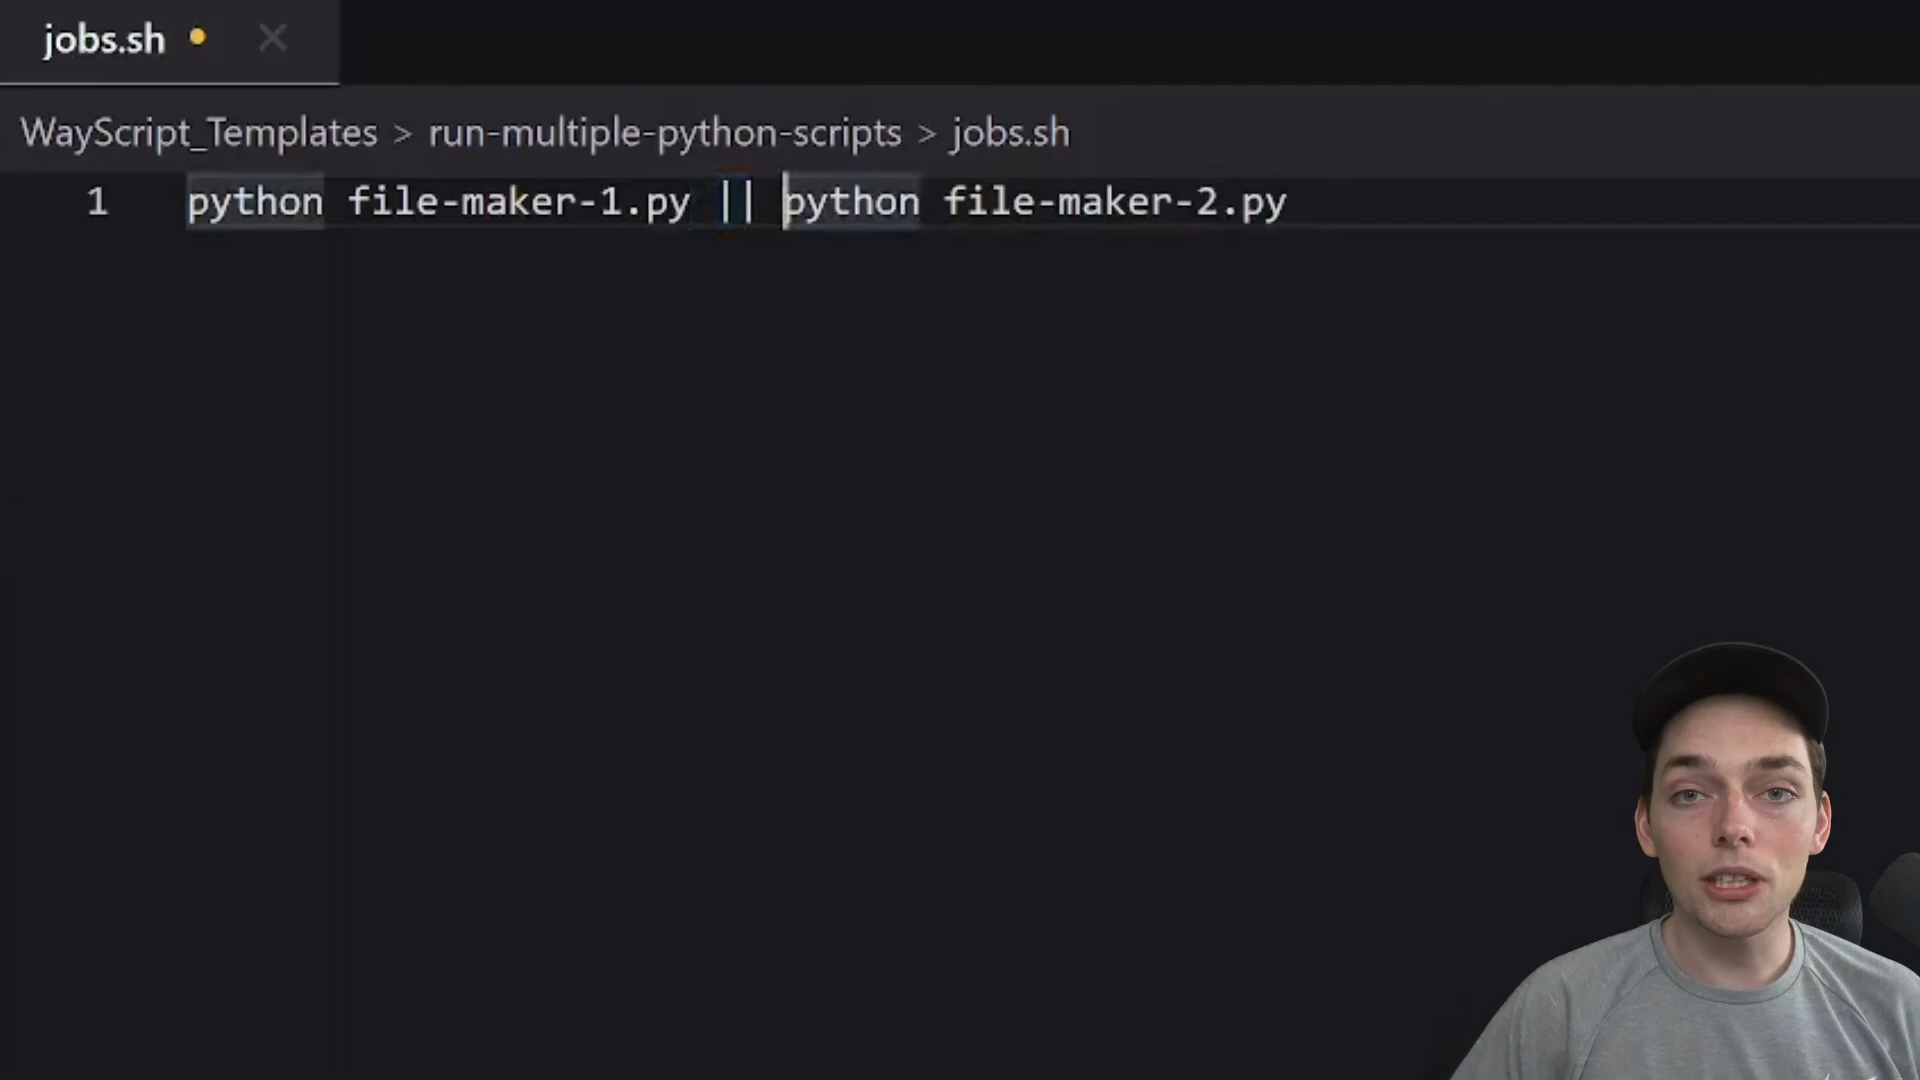 jobs.sh
WayScript_Templates > run-multiple-python-scripts > jobs.sh
1 python file-maker-1.py || python file-maker-2.py